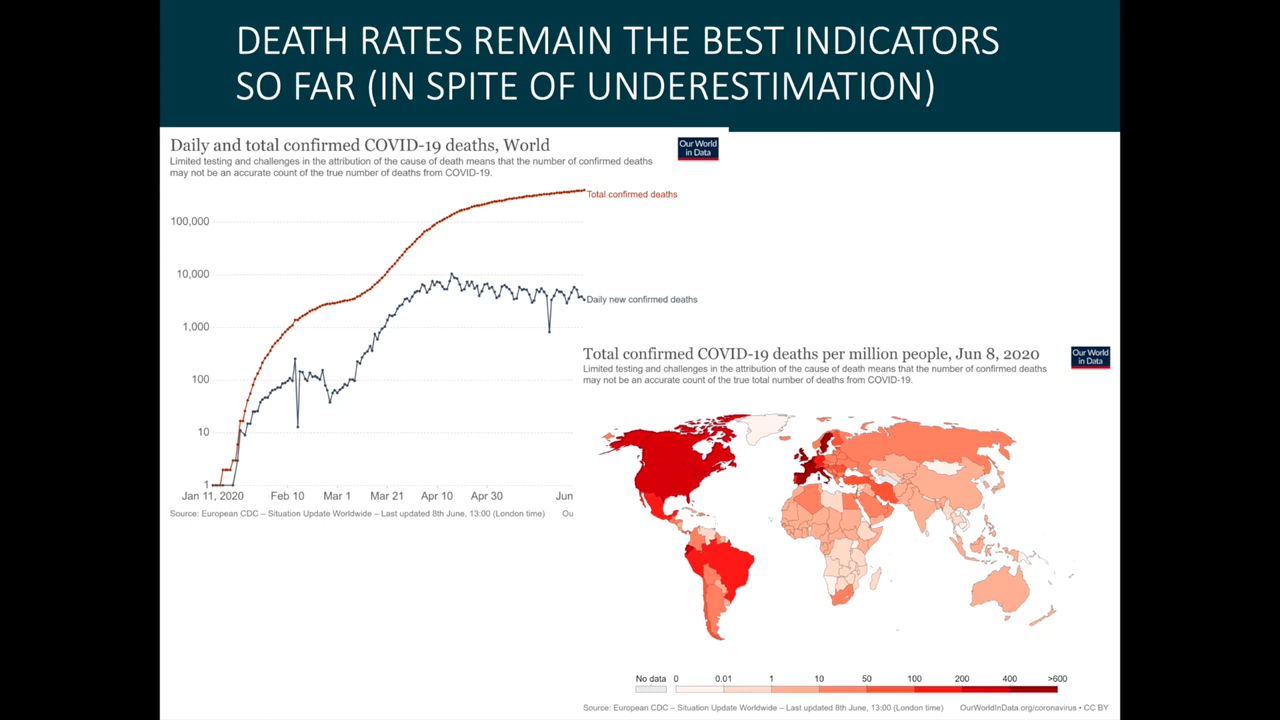 DEATH RATES REMAIN THE BEST INDICATORS
SO FAR (IN SPITE OF UNDERESTIMATION)
Daily and total confirmed COVID-19 deaths, World
Limited testing and challenges in the attribution of the cause of death means that the number of confirmed deaths
may not be an accurate count of the true number of deaths from COVID-19.
Our World
in Data
Total confirmed deaths
100,000
10,000
Daily new confirmed deaths
1,000
100
10
1
Jan 11, 2020 Feb 10 Mar 1 Mar 21 Apr 10 Apr 30 Jun
Source: European CDC – Situation Update Worldwide – Last updated 8th June, 13:00 (London time) Ou
Total confirmed COVID-19 deaths per million people, Jun 8, 2020
Limited testing and challenges in the attribution of the cause of death means that the number of confirmed deaths
may not be an accurate count of the true total number of deaths from COVID-19.
Our World
in Data
No data 0 0.01 1 10 50 100 200 400 >600
Source: European CDC – Situation Update Worldwide – Last updated 8th June, 13:00 (London time) OurWorldInData.org/coronavirus • CC BY